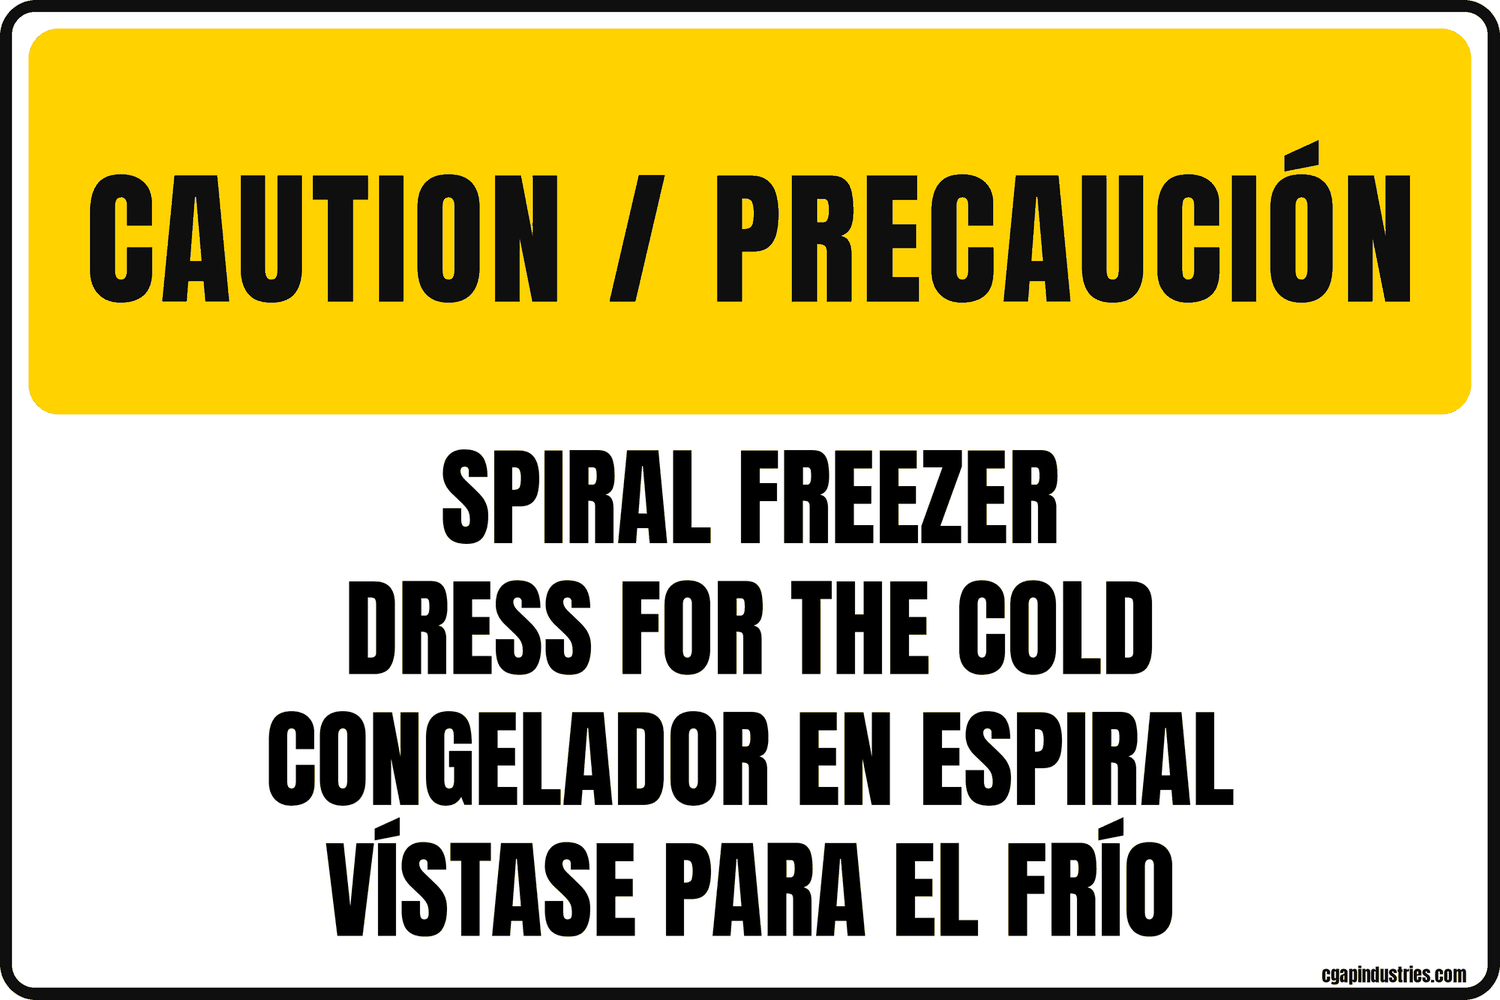 CAUTION / PRECAUCIÓN
SPIRAL FREEZER
DRESS FOR THE COLD
CONGELADOR EN ESPIRAL
VÍSTASE PARA EL FRÍO
cgapindustries.com